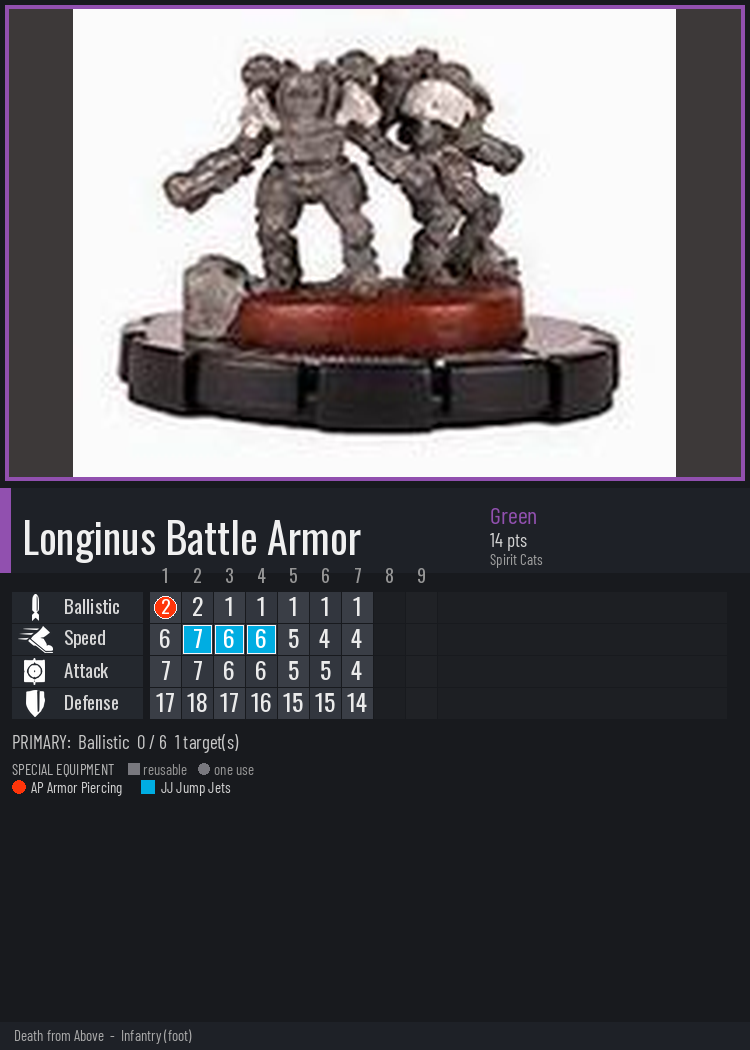 Longinus Battle Armor
Green
14 pts
Spirit Cats
1 2 3 4 5 6 7 8 9
Ballistic 2 2 1 1 1 1 1
Speed 6 7 6 6 5 4 4
Attack 7 7 6 6 5 5 4
Defense 17 18 17 16 15 15 14
PRIMARY: Ballistic 0 / 6 1 target(s)
SPECIAL EQUIPMENT reusable one use
AP Armor Piercing JJ Jump Jets
Death from Above - Infantry (foot)